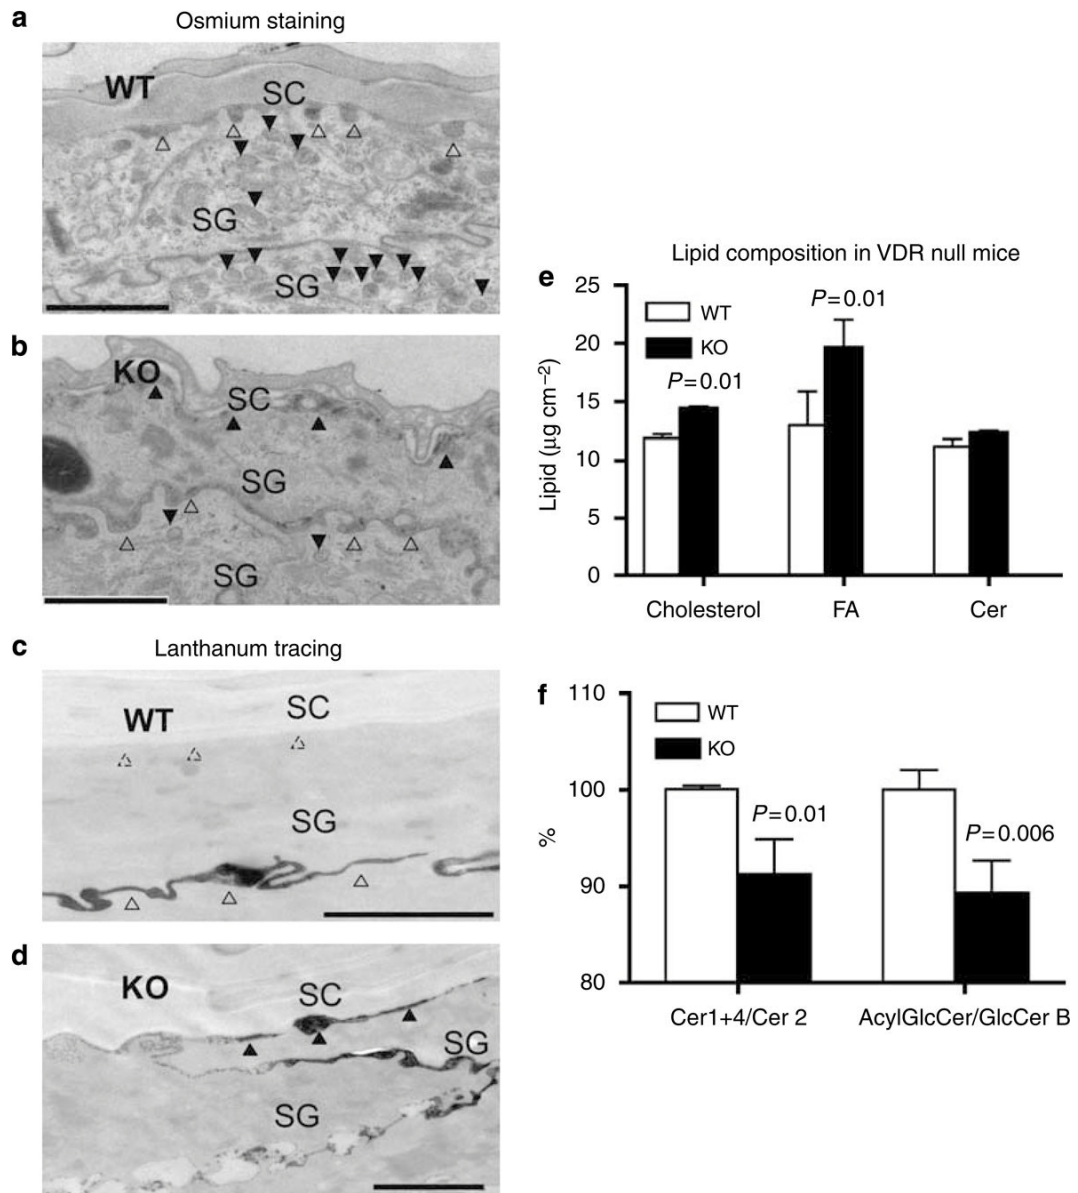 a
Osmium staining
WT
SC
SG
SG
b
KO
SC
SG
SG
c
Lanthanum tracing
WT
SC
SG
d
KO
SC
SG
SG
e
Lipid composition in VDR null mice
25
20
15
10
5
0
Lipid (μg cm−2)
WT
KO
P=0.01
P=0.01
Cholesterol FA Cer
f
110
100
90
80
%
WT
KO
P=0.01
P=0.006
Cer1+4/Cer 2 AcylGlcCer/GlcCer B